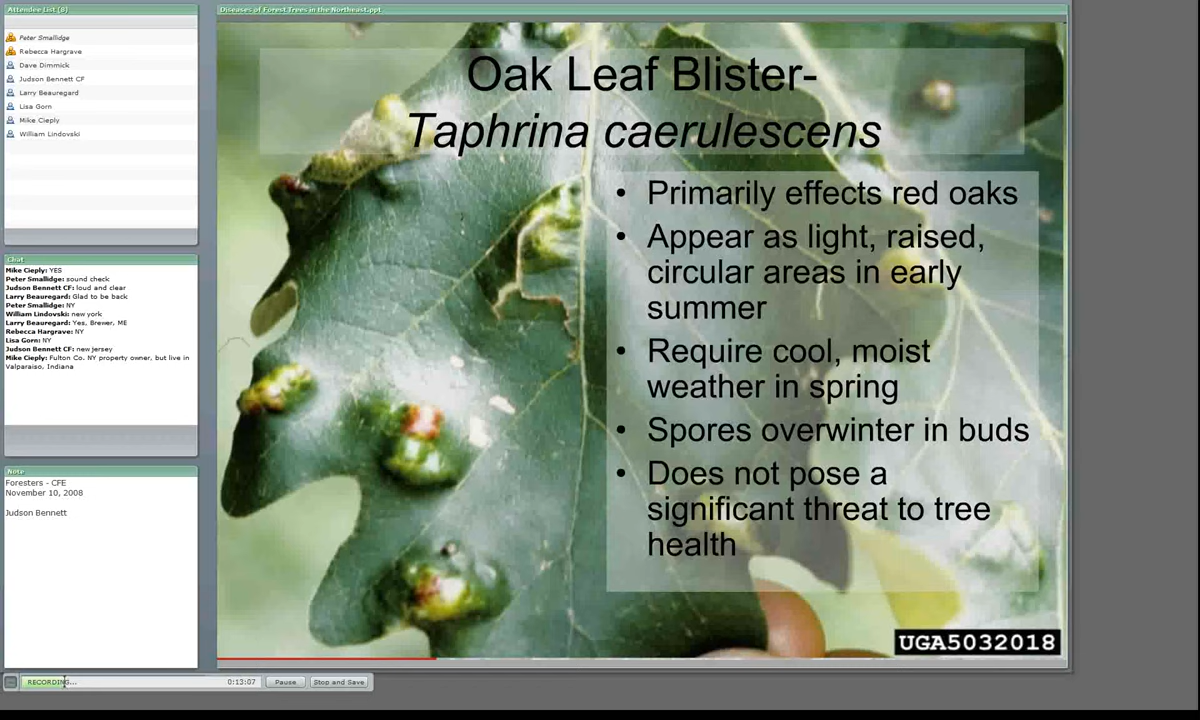 Attendee List (8)
Peter Smallidge
Rebecca Hargrave
Dave Dimmick
Judson Bennett CF
Larry Beauregard
Lisa Gorn
Mike Cieply
William Lindovski
Chat
Mike Cieply: YES
Peter Smallidge: sound check
Judson Bennett CF: loud and clear
Larry Beauregard: Glad to be back
Peter Smallidge: NY
William Lindovski: new york
Larry Beauregard: Yes, Brewer, ME
Rebecca Hargrave: NY
Lisa Gorn: NY
Judson Bennett CF: new jersey
Mike Cieply: Fulton Co. NY property owner, but live in
Valparaiso, Indiana
Note
Foresters - CFE
November 10, 2008
Judson Bennett
Diseases of Forest Trees in the Northeast.ppt
Oak Leaf Blister-
Taphrina caerulescens
• Primarily effects red oaks
• Appear as light, raised,
circular areas in early
summer
• Require cool, moist
weather in spring
• Spores overwinter in buds
• Does not pose a
significant threat to tree
health
UGA5032018
RECORDING...
0:13:07
Pause
Stop and Save